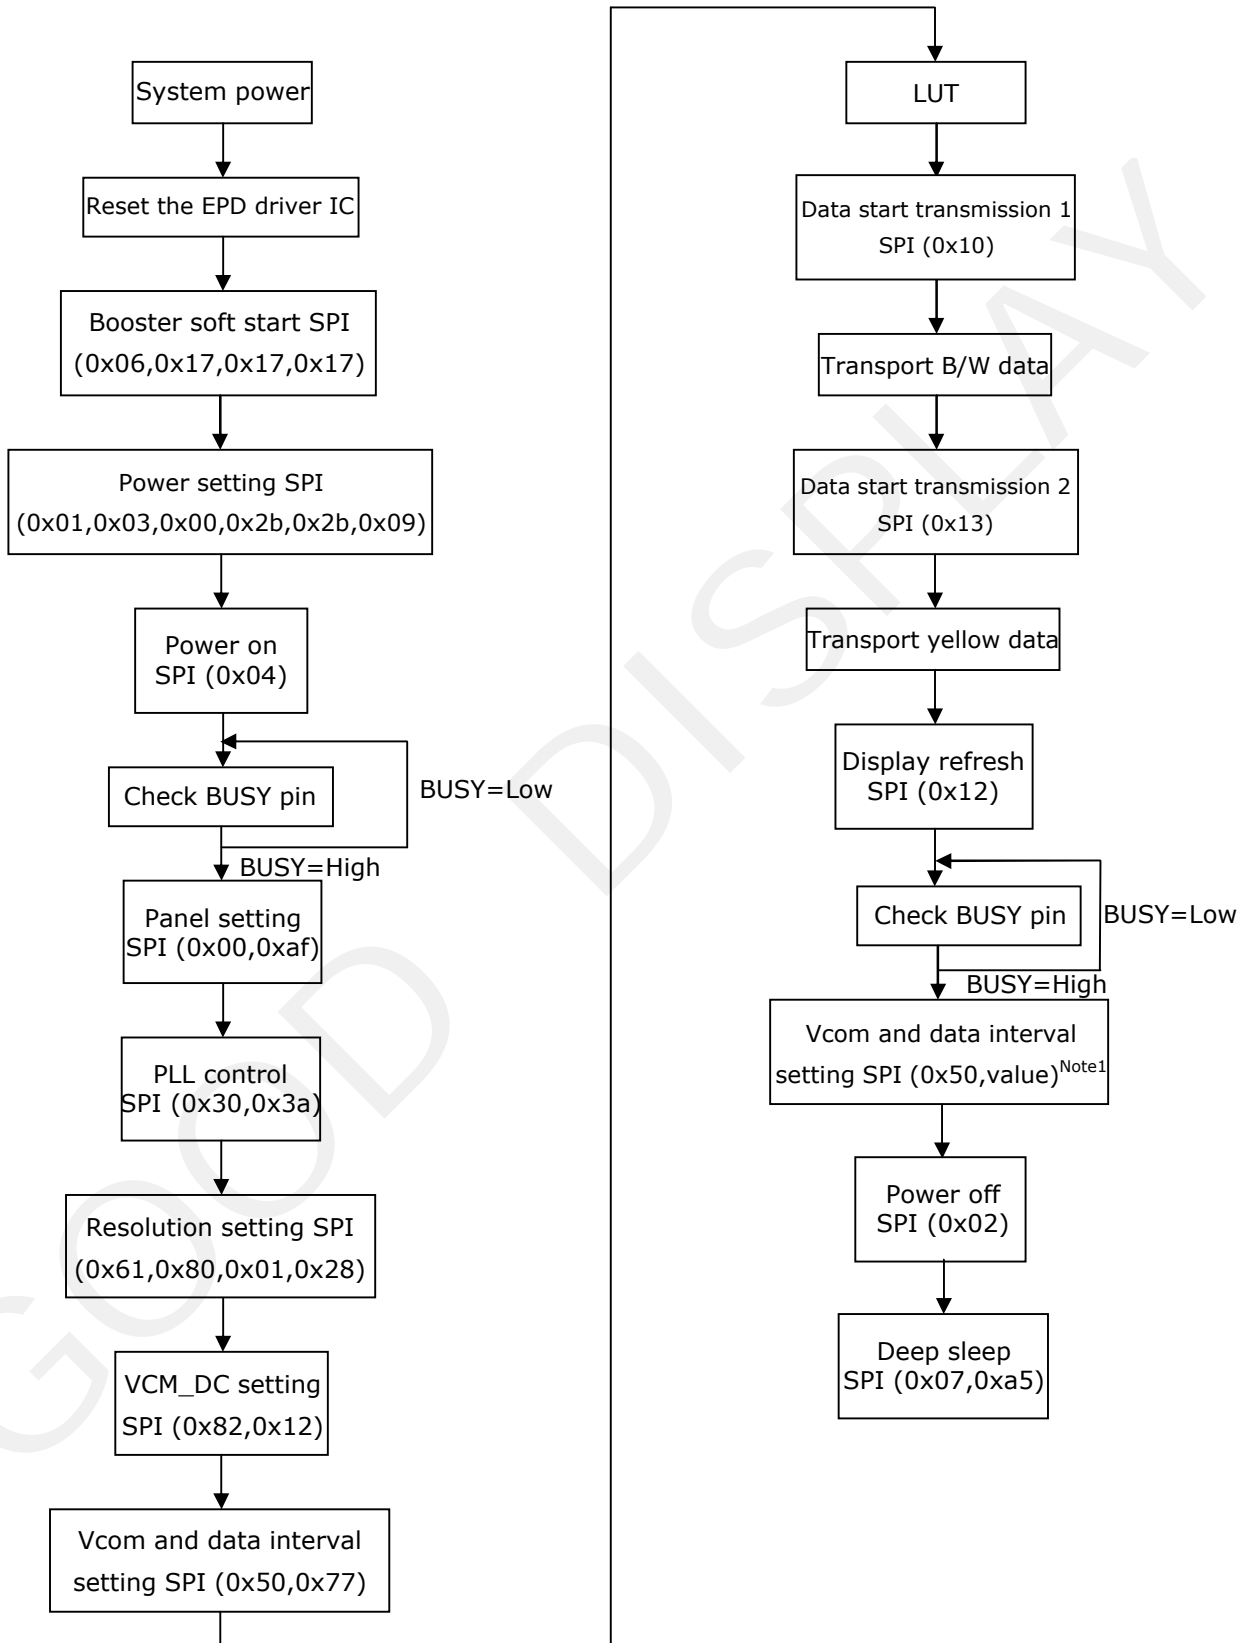 System power
Reset the EPD driver IC
Booster soft start SPI
(0x06,0x17,0x17,0x17)
Power setting SPI
(0x01,0x03,0x00,0x2b,0x2b,0x09)
Power on
SPI (0x04)
Check BUSY pin
BUSY=Low
BUSY=High
Panel setting
SPI (0x00,0xaf)
PLL control
SPI (0x30,0x3a)
Resolution setting SPI
(0x61,0x80,0x01,0x28)
VCM_DC setting
SPI (0x82,0x12)
Vcom and data interval
setting SPI (0x50,0x77)
LUT
Data start transmission 1
SPI (0x10)
Transport B/W data
Data start transmission 2
SPI (0x13)
Transport yellow data
Display refresh
SPI (0x12)
Check BUSY pin
BUSY=Low
BUSY=High
Vcom and data interval
setting SPI (0x50,value)Note1
Power off
SPI (0x02)
Deep sleep
SPI (0x07,0xa5)
GOOD DISPLAY